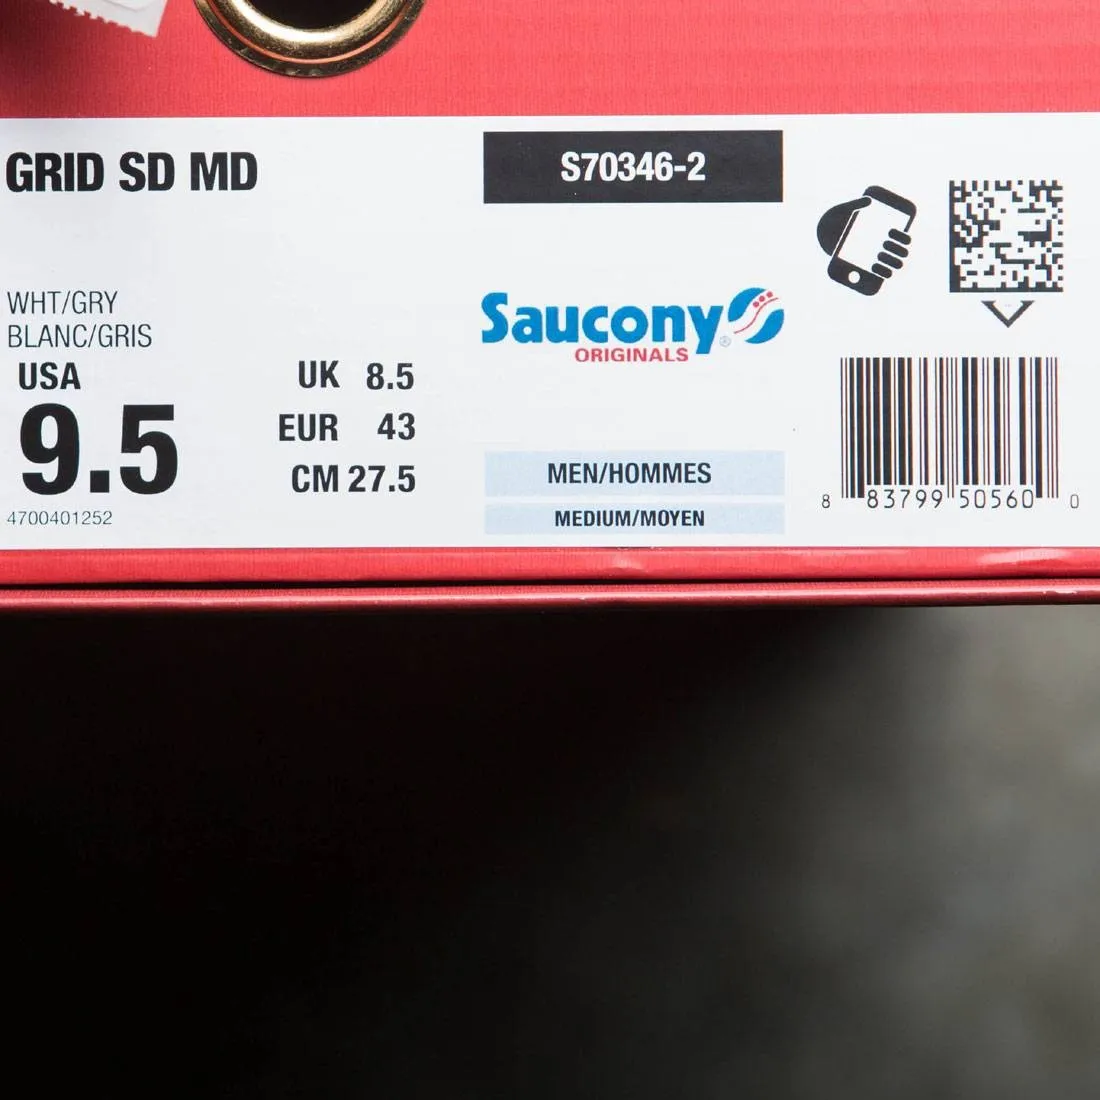 GRID SD MD
S70346-2
WHT/GRY
BLANC/GRIS
USA
9.5
4700401252
UK 8.5
EUR 43
CM 27.5
Saucony®
ORIGINALS
MEN/HOMMES
MEDIUM/MOYEN
8 83799 50560 0